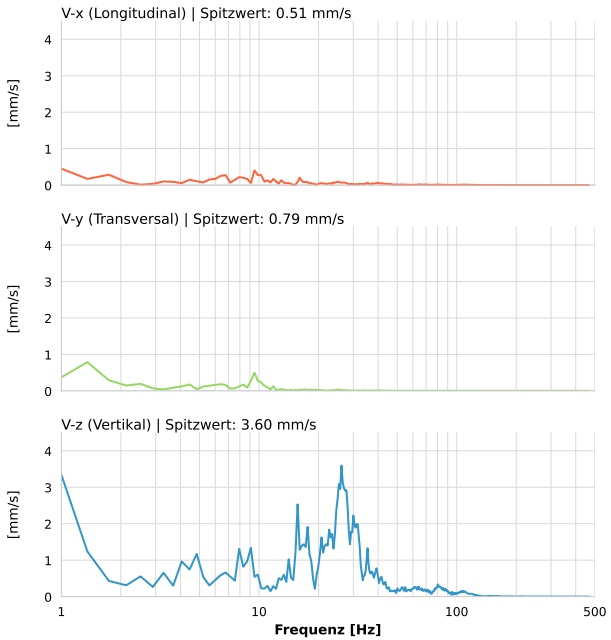 V-x (Longitudinal) | Spitzwert: 0.51 mm/s
4
3
2
1
0
[mm/s]
V-y (Transversal) | Spitzwert: 0.79 mm/s
4
3
2
1
0
[mm/s]
V-z (Vertikal) | Spitzwert: 3.60 mm/s
4
3
2
1
0
[mm/s]
1 10 100 500
Frequenz [Hz]